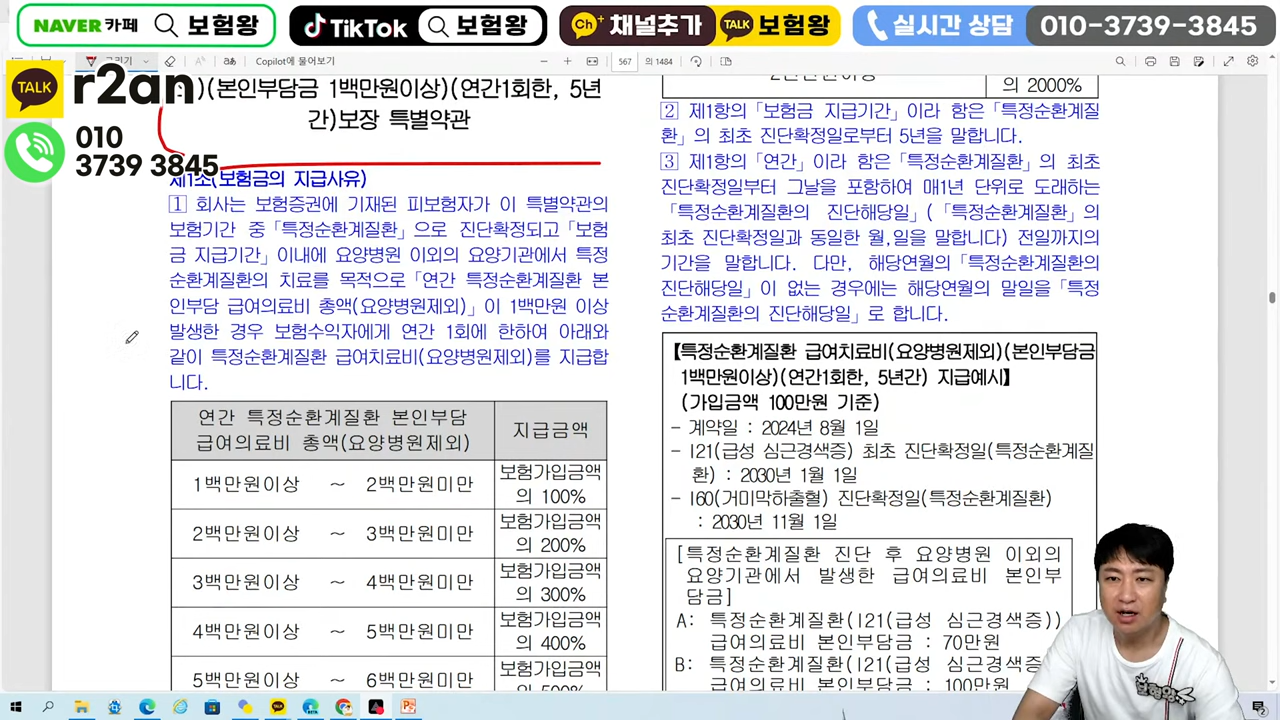 NAVER 카페 보험왕
TikTok 보험왕
Ch+ 채널추가 TALK 보험왕
실시간 상담 010-3739-3845
Copilot에 물어보기
567 의 1484
TALK r2an
010
3739 3845
)(본인부담금 1백만원이상)(연간1회한, 5년
간)보장 특별약관
(보험금의 지급사유)
1 회사는 보험증권에 기재된 피보험자가 이 특별약관의
보험기간 중「특정순환계질환」으로 진단확정되고「보험
금 지급기간」이내에 요양병원 이외의 요양기관에서 특정
순환계질환의 치료를 목적으로「연간 특정순환계질환 본
인부담 급여의료비 총액(요양병원제외)」이 1백만원 이상
발생한 경우 보험수익자에게 연간 1회에 한하여 아래와
같이 특정순환계질환 급여치료비(요양병원제외)를 지급합
니다.
연간 특정순환계질환 본인부담
급여의료비 총액(요양병원제외)
지급금액
1백만원이상 ~ 2백만원미만
보험가입금액
의 100%
2백만원이상 ~ 3백만원미만
보험가입금액
의 200%
3백만원이상 ~ 4백만원미만
보험가입금액
의 300%
4백만원이상 ~ 5백만원미만
보험가입금액
의 400%
5백만원이상 ~ 6백만원미만
보험가입금액
의 2000%
2 제1항의「보험금 지급기간」이라 함은「특정순환계질
환」의 최초 진단확정일로부터 5년을 말합니다.
3 제1항의「연간」이라 함은「특정순환계질환」의 최초
진단확정일부터 그날을 포함하여 매1년 단위로 도래하는
「특정순환계질환의 진단해당일」(「특정순환계질환」의
최초 진단확정일과 동일한 월,일을 말합니다) 전일까지의
기간을 말합니다. 다만, 해당연월의「특정순환계질환의
진단해당일」이 없는 경우에는 해당연월의 말일을「특정
순환계질환의 진단해당일」로 합니다.
【특정순환계질환 급여치료비(요양병원제외)(본인부담금
1백만원이상)(연간1회한, 5년간) 지급예시】
(가입금액 100만원 기준)
- 계약일 : 2024년 8월 1일
- I21(급성 심근경색증) 최초 진단확정일(특정순환계질
환) : 2030년 1월 1일
- I60(거미막하출혈) 진단확정일(특정순환계질환)
: 2030년 11월 1일
[특정순환계질환 진단 후 요양병원 이외의
요양기관에서 발생한 급여의료비 본인부
담금]
A: 특정순환계질환(I21(급성 심근경색증))
급여의료비 본인부담금 : 70만원
B: 특정순환계질환(I21(급성 심근경색증
급여의료비 본인부담금 : 100만원
보험왕